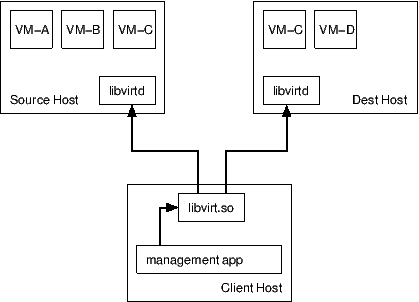 VM-A VM-B VM-C
libvirtd
Source Host
VM-C VM-D
libvirtd
Dest Host
libvirt.so
management app
Client Host